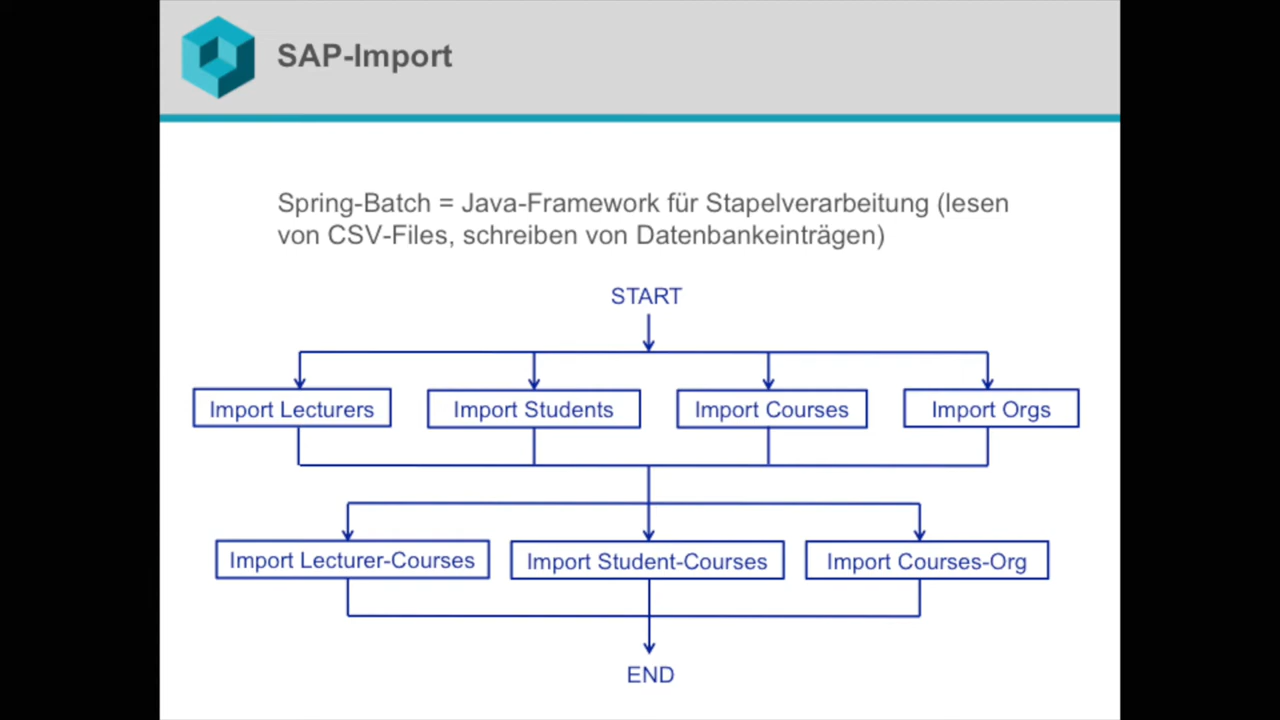 SAP-Import
Spring-Batch = Java-Framework für Stapelverarbeitung (lesen
von CSV-Files, schreiben von Datenbankeinträgen)
START
Import Lecturers
Import Students
Import Courses
Import Orgs
Import Lecturer-Courses
Import Student-Courses
Import Courses-Org
END